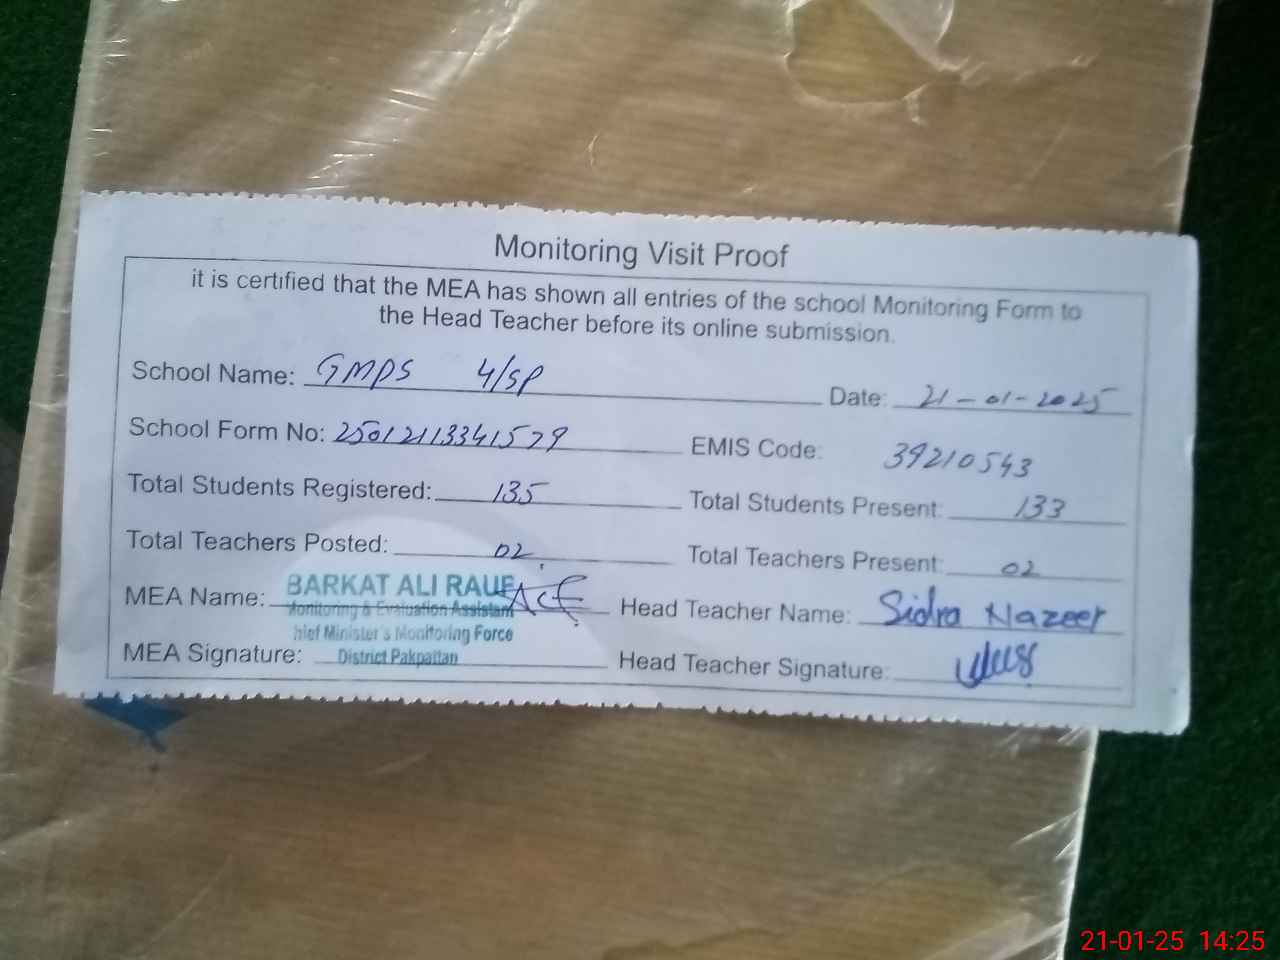 Monitoring Visit Proof
it is certified that the MEA has shown all entries of the school Monitoring Form to
the Head Teacher before its online submission.
School Name: GMPS 4/SP Date: 21-01-2025
School Form No: 25012113341579 EMIS Code: 39210543
Total Students Registered: 135 Total Students Present: 133
Total Teachers Posted: 02 Total Teachers Present: 02
MEA Name: BARKAT ALI RAUF Head Teacher Name: Sidra Nazeer
Monitoring & Evaluation Assistant
hief Minister's Monitoring Force
MEA Signature: District Pakpattan Head Teacher Signature:
21-01-25 14:25